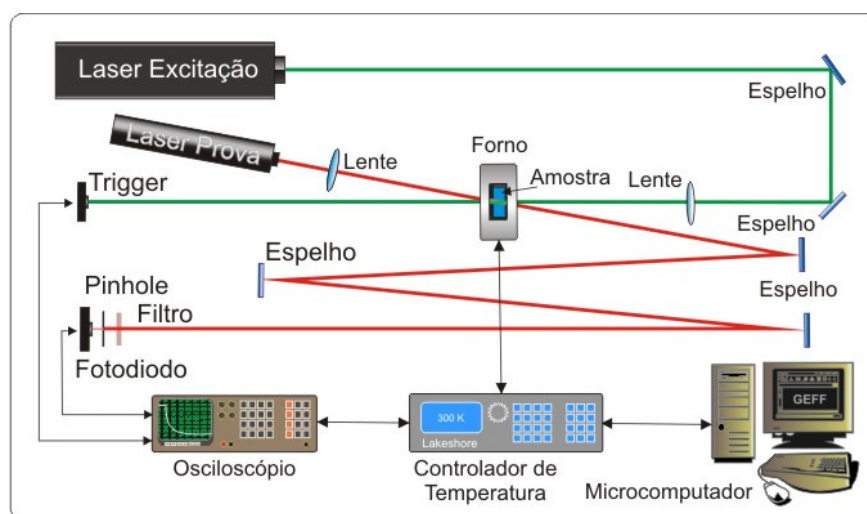 Laser Excitação
Espelho
Laser Prova
Lente
Forno
Amostra
Lente
Trigger
Espelho
Espelho
Espelho
Pinhole
Filtro
Fotodiodo
300 K
Lakeshore
GEFF
Osciloscópio
Controlador de
Temperatura
Microcomputador